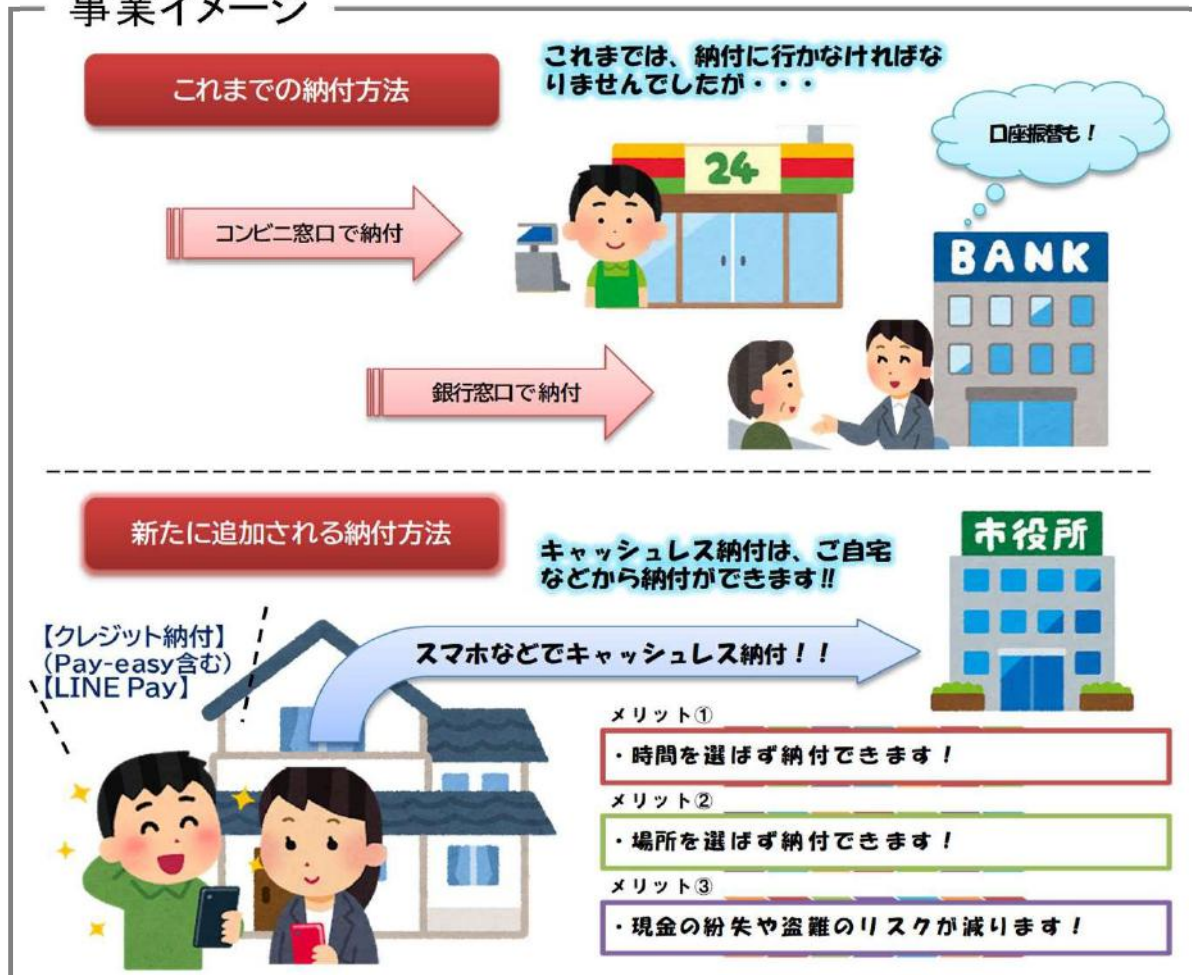 事業イメージ
これまでの納付方法
これまでは、納付に行かなければな
りませんでしたが・・・
口座振替も！
24
コンビニ窓口で納付
BANK
銀行窓口で納付
新たに追加される納付方法
キャッシュレス納付は、ご自宅
などから納付ができます!!
市役所
【クレジット納付】
(Pay-easy含む)
【LINE Pay】
スマホなどでキャッシュレス納付！！
メリット①
・時間を選ばず納付できます！
メリット②
・場所を選ばず納付できます！
メリット③
・現金の紛失や盗難のリスクが減ります！